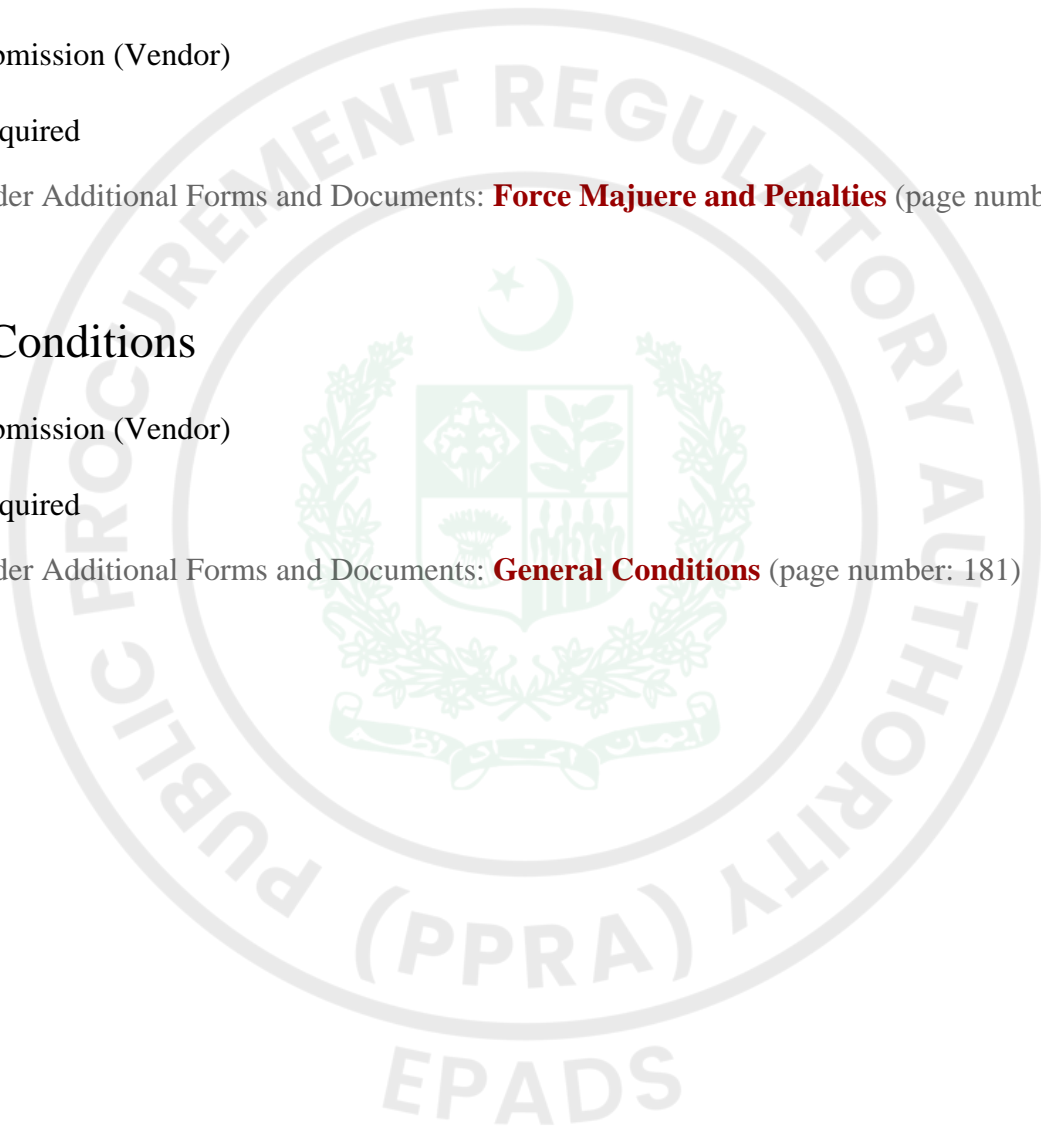 omission (Vendor)
quired
der Additional Forms and Documents: Force Majuere and Penalties (page numb
Conditions
omission (Vendor)
quired
der Additional Forms and Documents: General Conditions (page number: 181)
PUBLIC PROCUREMENT REGULATORY AUTHORITY
(PPRA)
EPADS